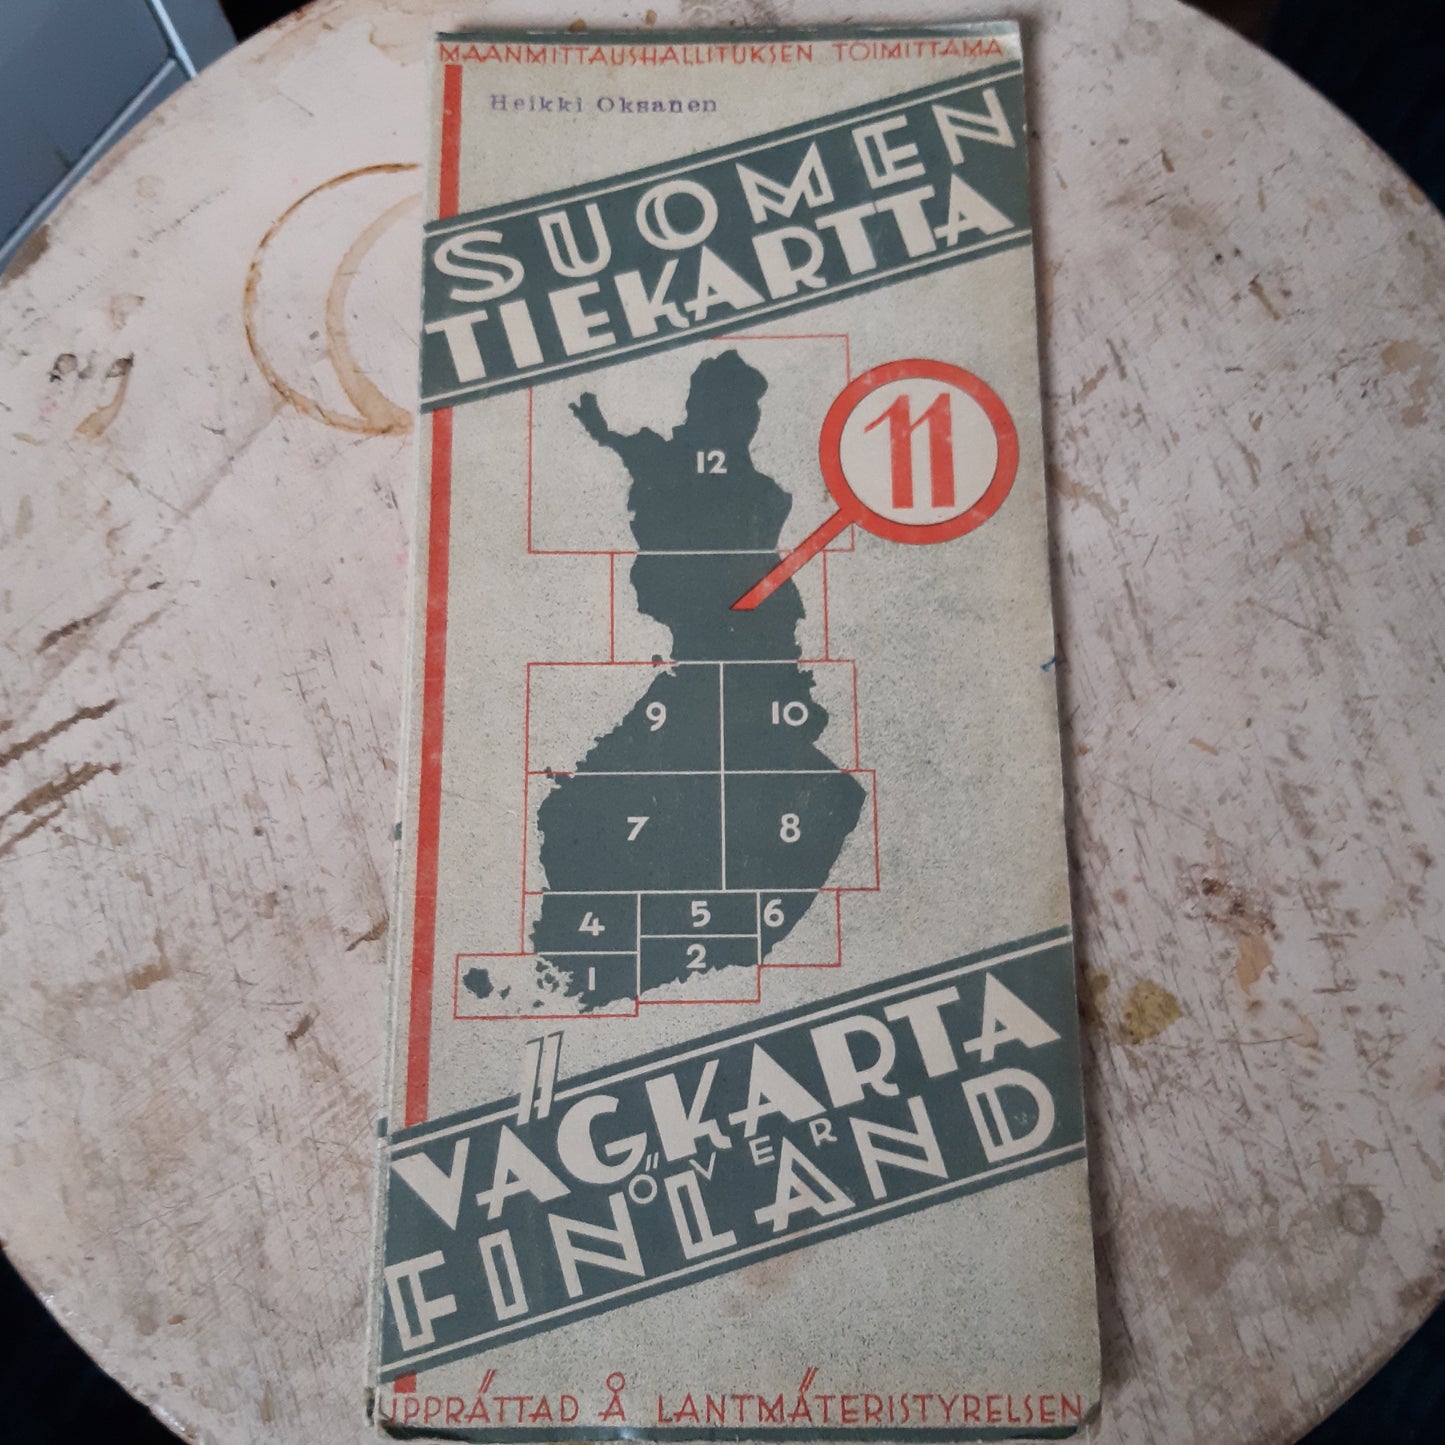 MAANMITTAUSHALLITUKSEN TOIMITTAMA
Heikki Oksanen
SUOMEN
TIEKARTTA
11
12
9 10
7 8
4 5 6
1 2
VÄGKARTA
ÖVER
FINLAND
UPPRÄTTAD Å LANTMÄTERISTYRELSEN